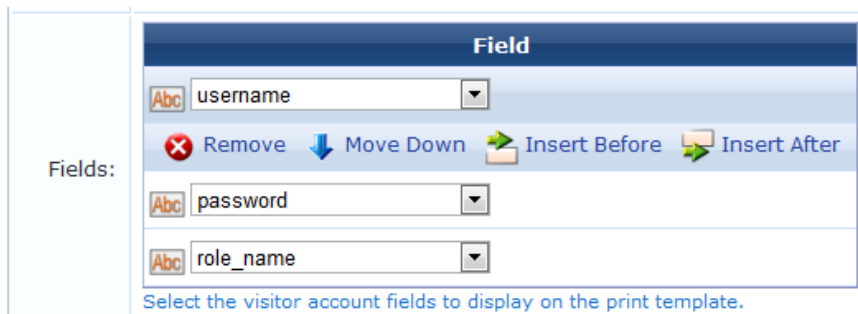 Field
Abc username
Remove Move Down Insert Before Insert After
Fields:
Abc password
Abc role_name
Select the visitor account fields to display on the print template.